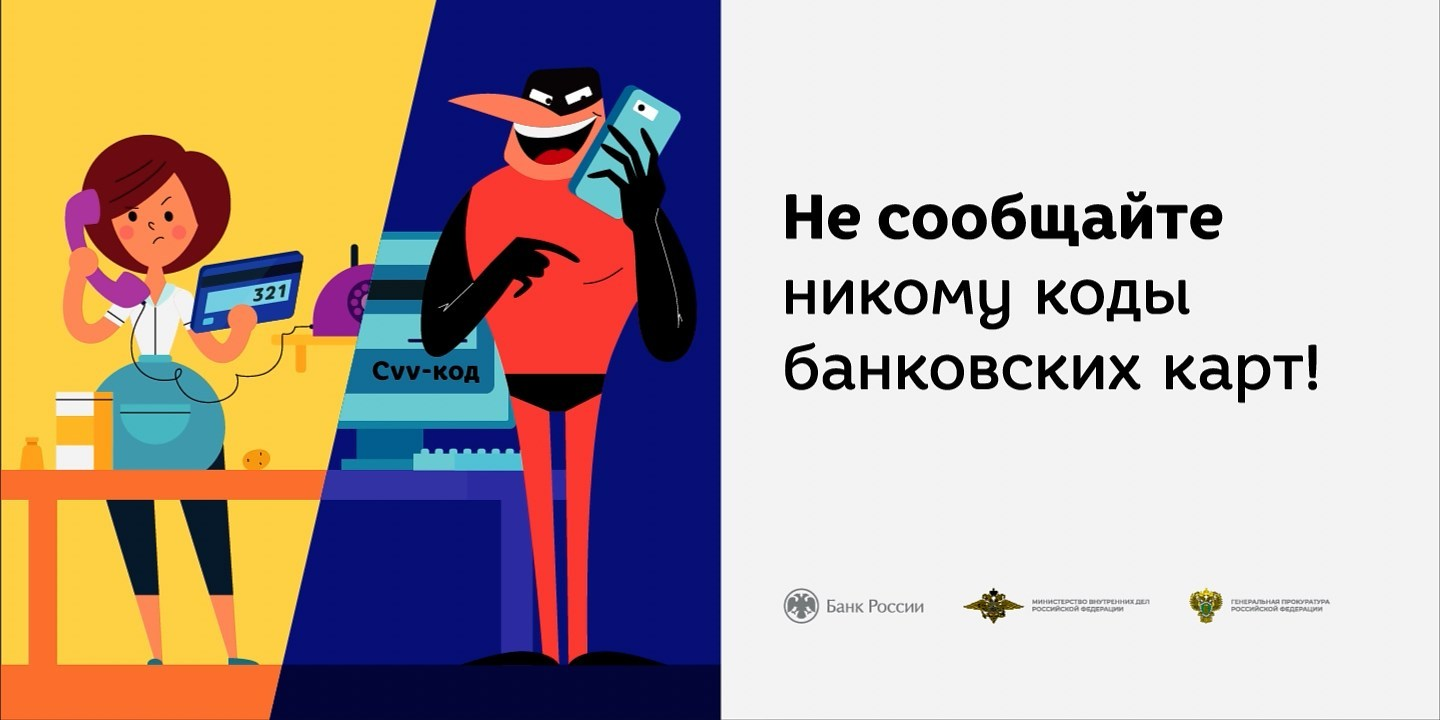 321
Cvv-код
Не сообщайте
никому коды
банковских карт!
Банк России
МИНИСТЕРСТВО ВНУТРЕННИХ ДЕЛ
РОССИЙСКОЙ ФЕДЕРАЦИИ
ГЕНЕРАЛЬНАЯ ПРОКУРАТУРА
РОССИЙСКОЙ ФЕДЕРАЦИИ